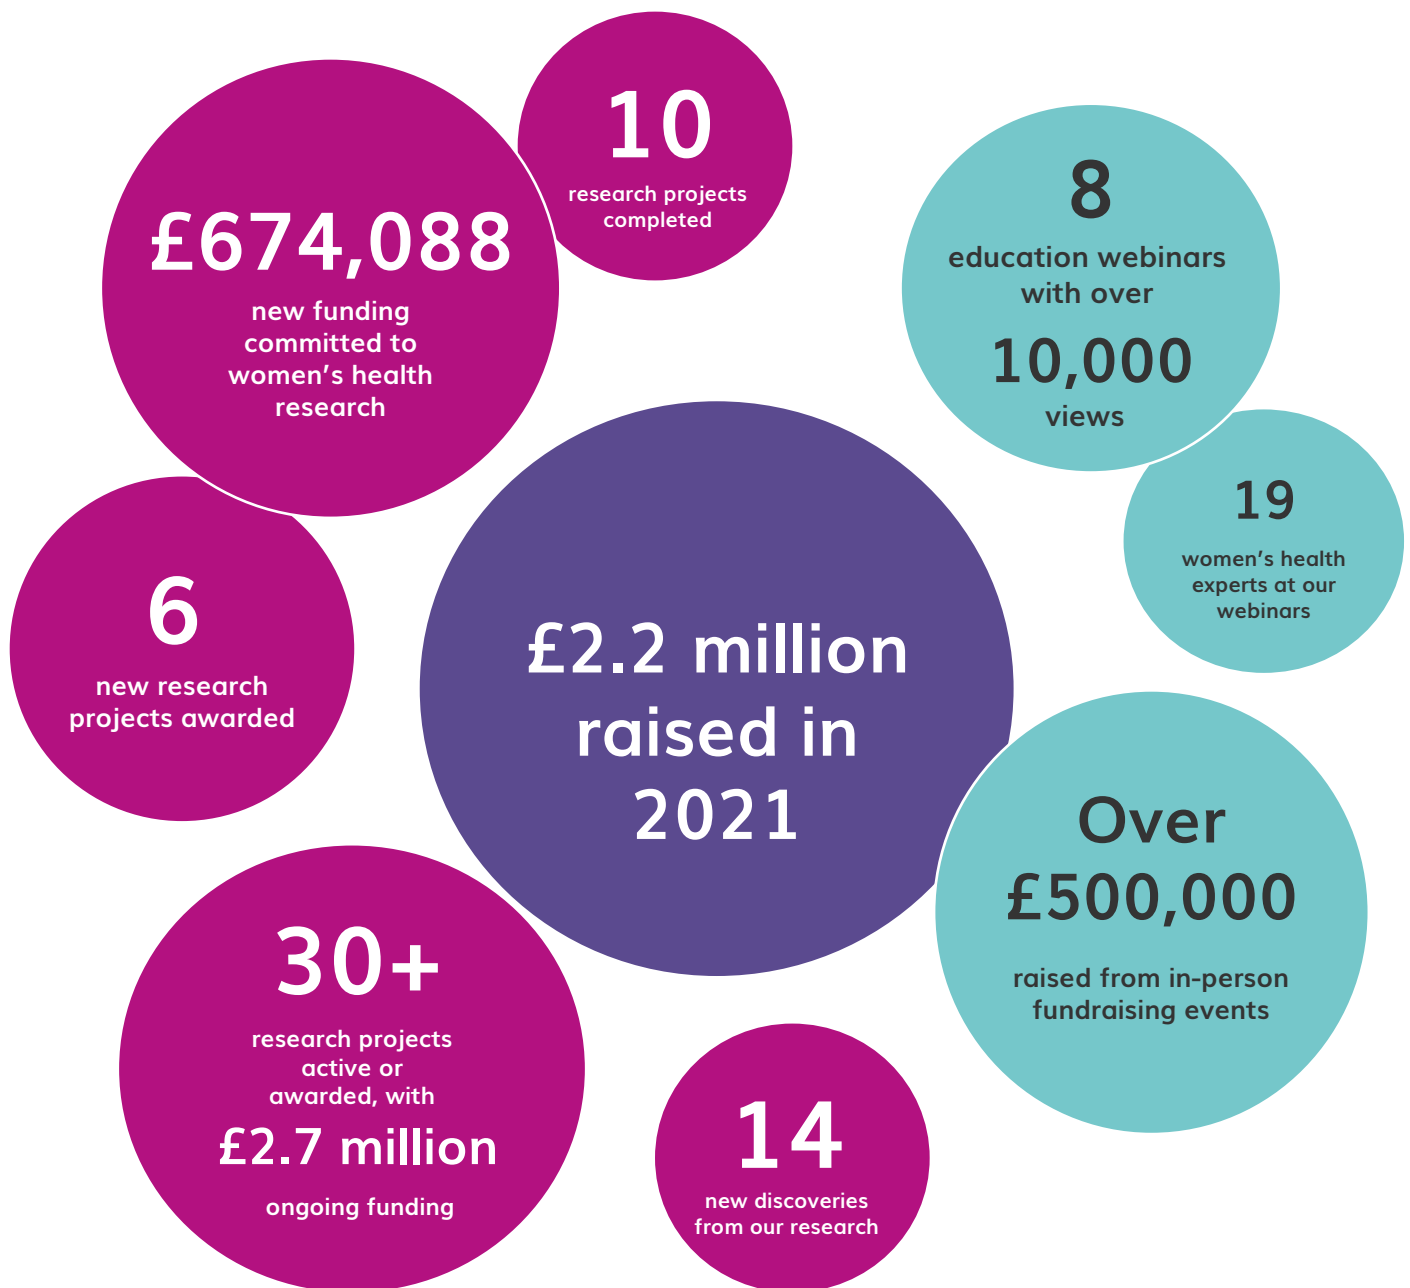 10
research projects
completed
£674,088
new funding
committed to
women’s health
research
8
education webinars
with over
10,000
views
19
women’s health
experts at our
webinars
6
new research
projects awarded
£2.2 million
raised in
2021
Over
£500,000
raised from in-person
fundraising events
30+
research projects
active or
awarded, with
£2.7 million
ongoing funding
14
new discoveries
from our research